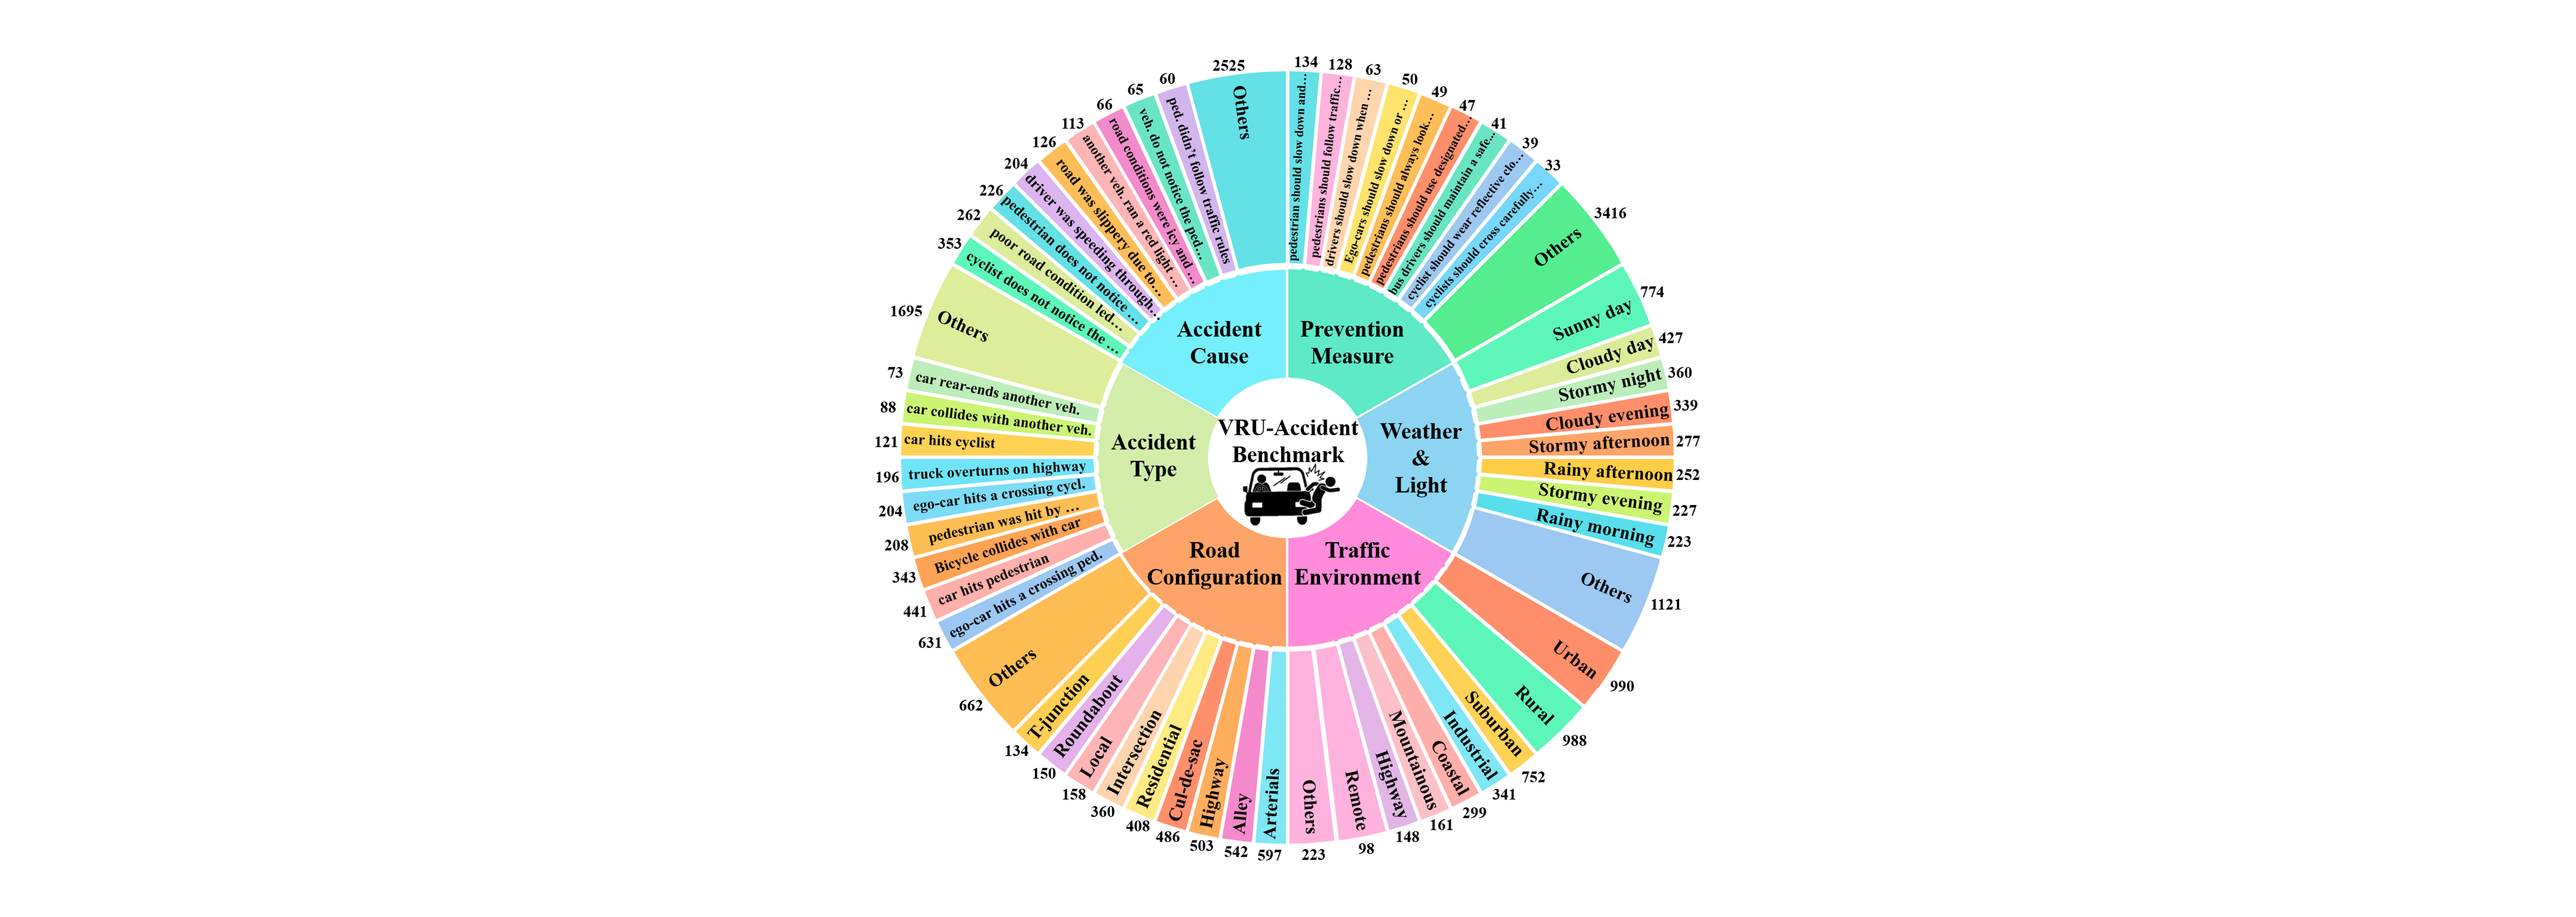 VRU-Accident
Benchmark
Accident
Cause
Prevention
Measure
Weather
&
Light
Traffic
Environment
Road
Configuration
Accident
Type
134
pedestrian should slow down and...
128
pedestrians should follow traffic...
63
drivers should slow down when ...
50
Ego-cars should slow down or ...
49
pedestrians should always look...
47
pedestrians should use designated...
41
bus drivers should maintain a safe...
39
cyclist should wear reflective clo...
33
cyclists should cross carefully...
3416
Others
774
Sunny day
427
Cloudy day
360
Stormy night
339
Cloudy evening
277
Stormy afternoon
252
Rainy afternoon
227
Stormy evening
223
Rainy morning
1121
Others
990
Urban
988
Rural
752
Suburban
341
Industrial
299
Coastal
161
Mountainous
148
Highway
98
Remote
223
Others
597
Arterials
542
Alley
503
Highway
486
Cul-de-sac
408
Residential
360
Intersection
158
Local
150
Roundabout
134
T-junction
662
Others
631
ego-car hits a crossing ped.
441
car hits pedestrian
343
Bicycle collides with car
208
pedestrian was hit by ...
204
ego-car hits a crossing cycl.
196
truck overturns on highway
121
car hits cyclist
88
car collides with another veh.
73
car rear-ends another veh.
1695
Others
353
cyclist does not notice the ...
262
poor road condition led...
226
pedestrian does not notice ...
204
driver was speeding through...
126
road was slippery due to...
113
another veh. ran a red light ...
66
road conditions were icy and ...
65
veh. do not notice the ped...
60
ped. didn't follow traffic rules
2525
Others